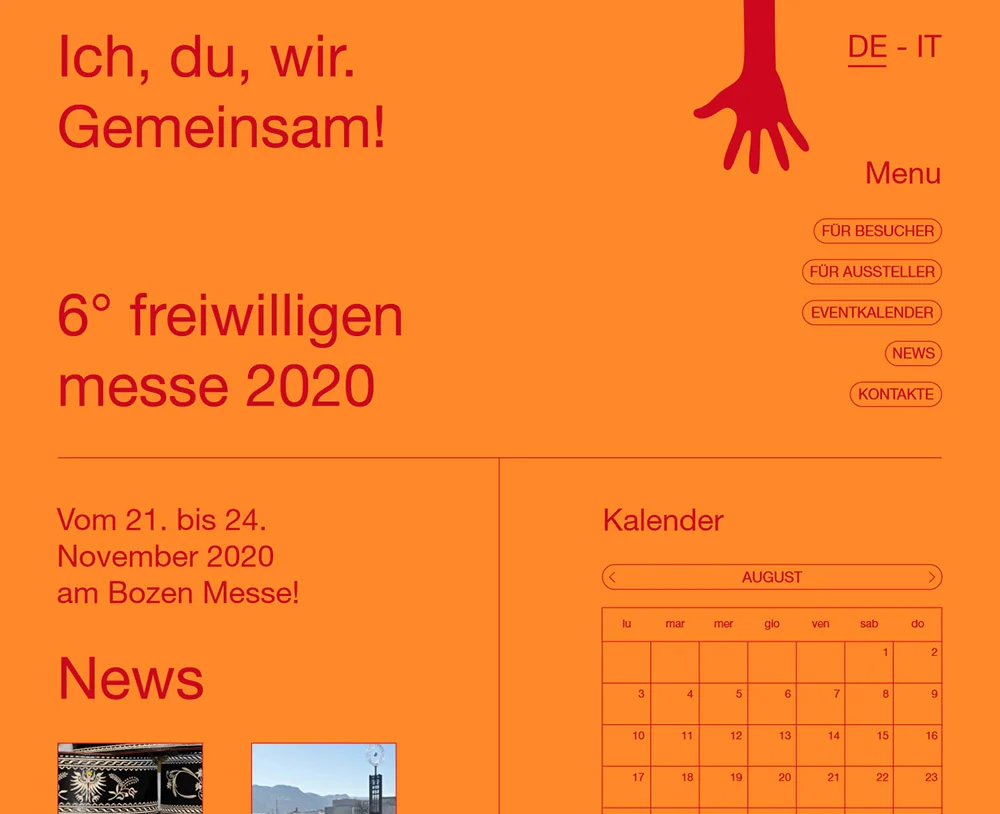 Ich, du, wir.
Gemeinsam!
DE - IT
Menu
FÜR BESUCHER
FÜR AUSSTELLER
EVENTKALENDER
NEWS
KONTAKTE
6° freiwilligen
messe 2020
Vom 21. bis 24.
November 2020
am Bozen Messe!
News
Kalender
< AUGUST >
lu mar mer gio ven sab do
1 2
3 4 5 6 7 8 9
10 11 12 13 14 15 16
17 18 19 20 21 22 23